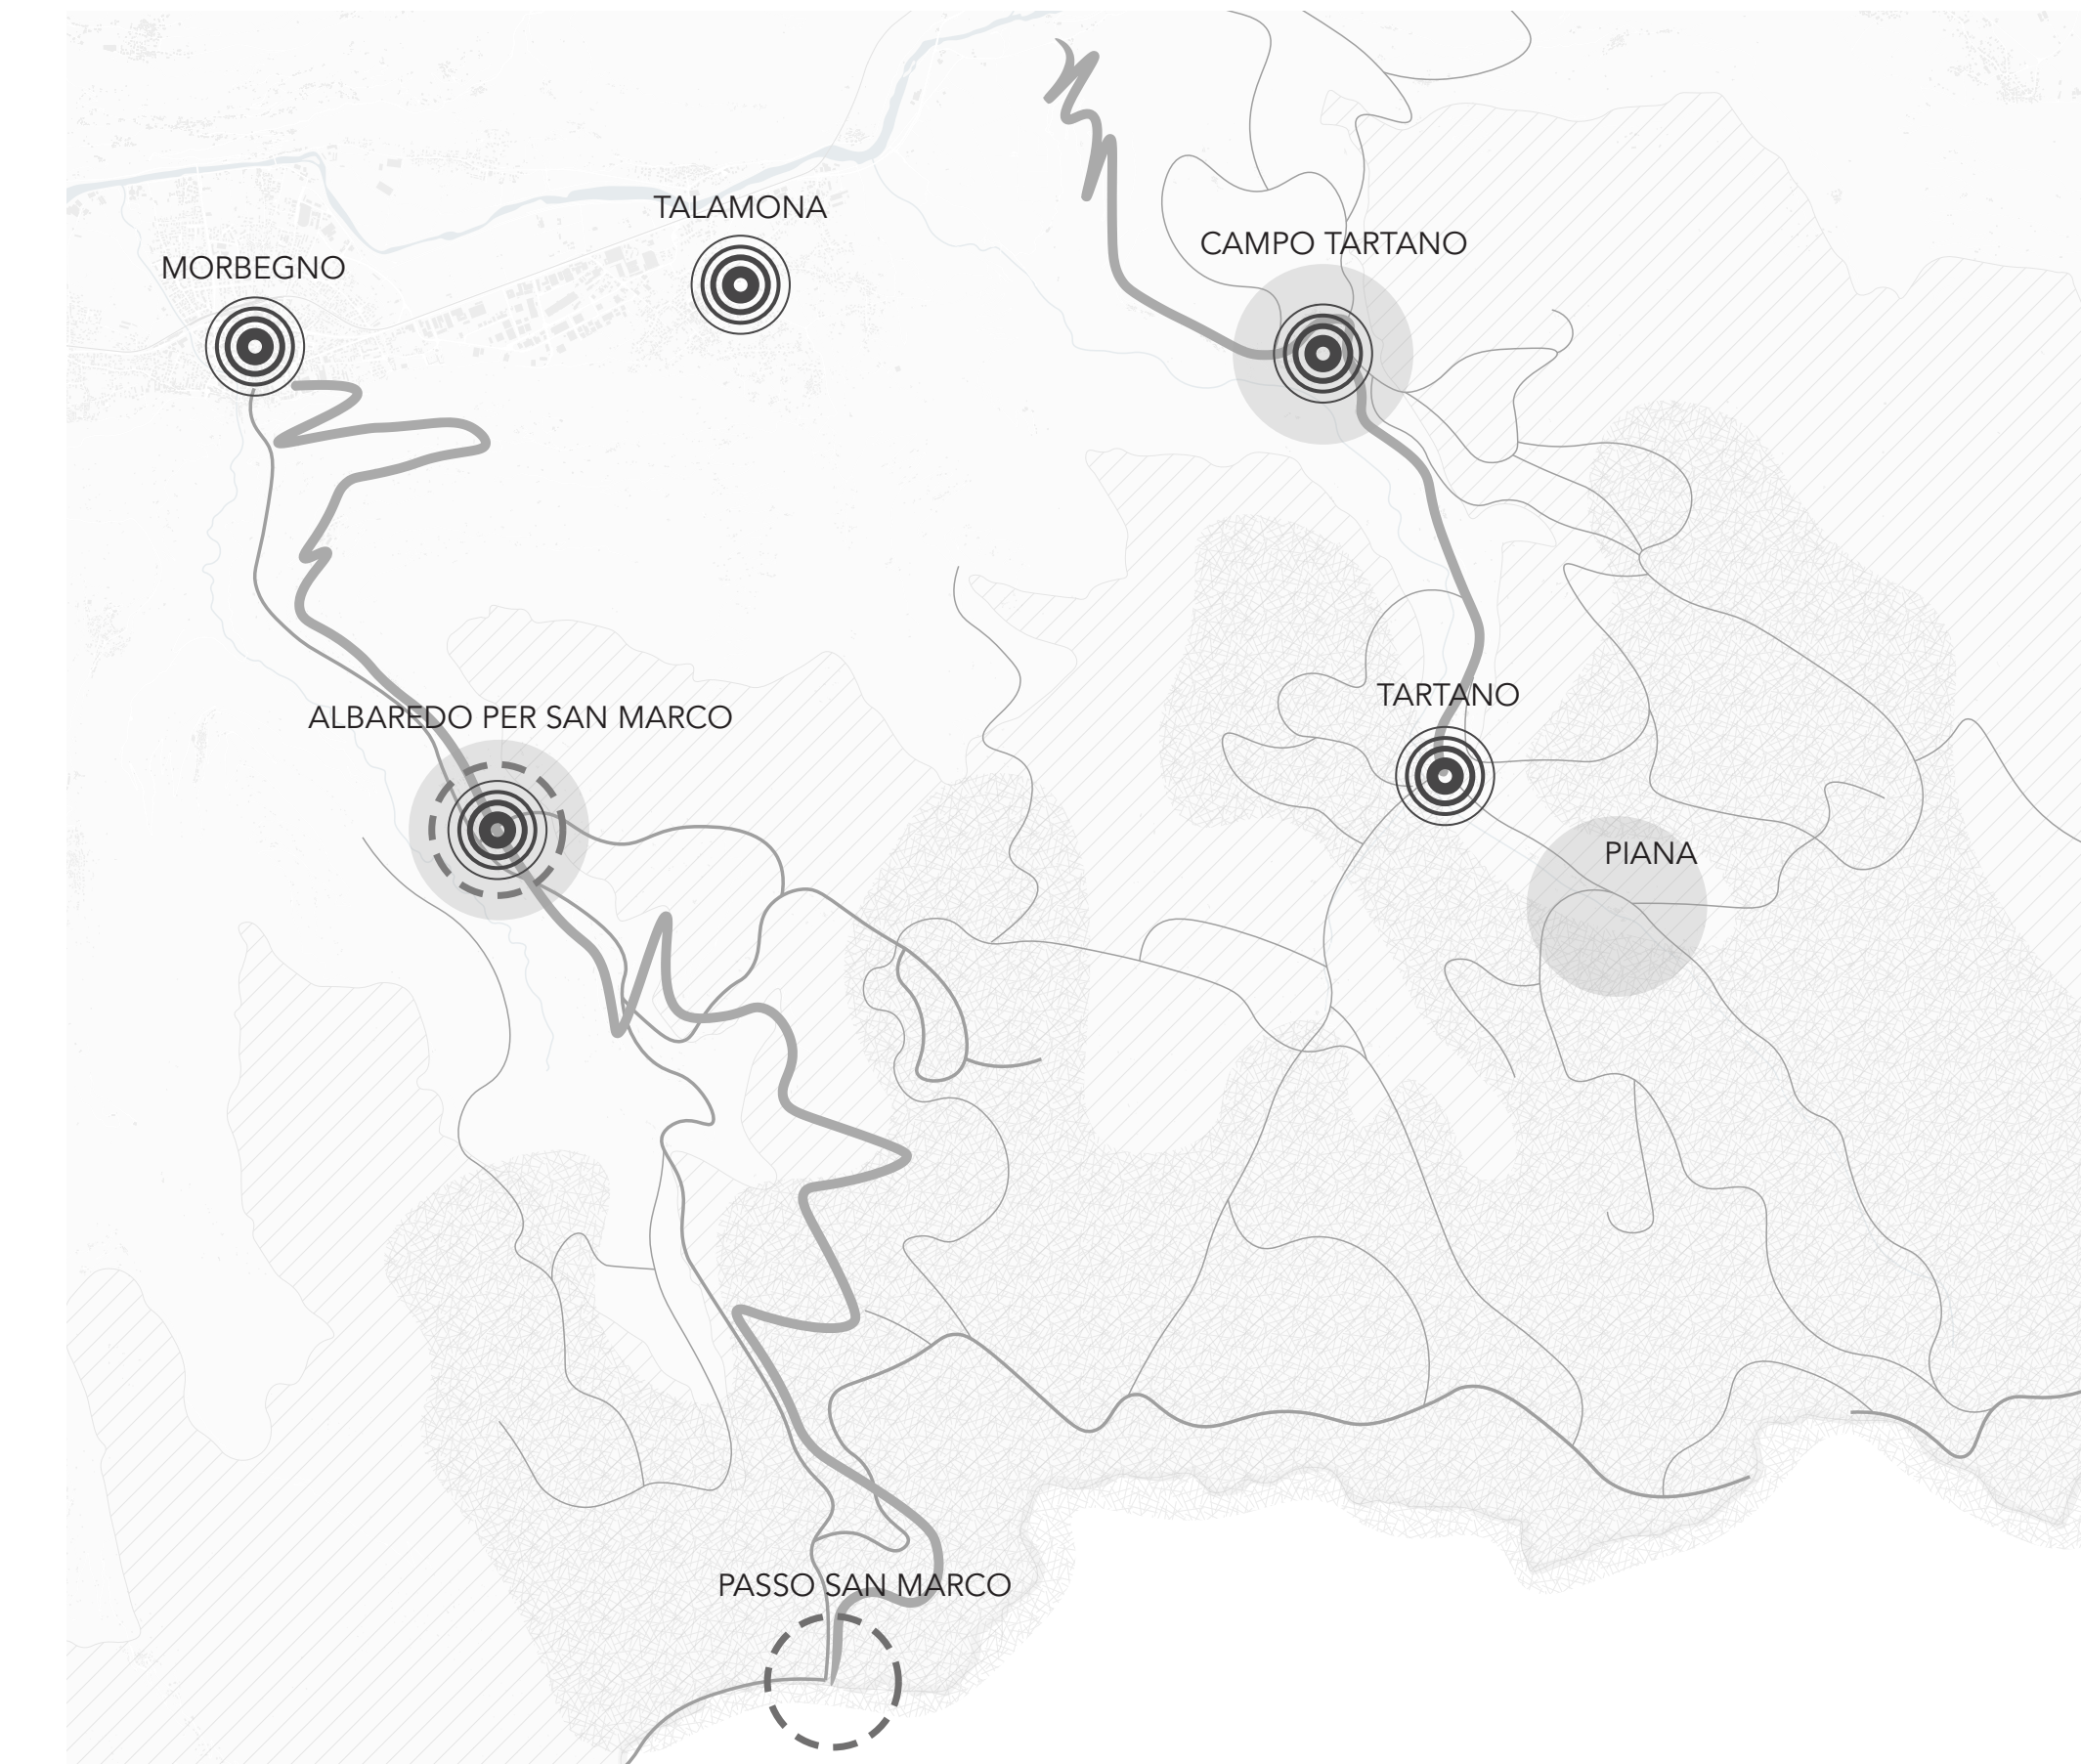 TALAMONA
CAMPO TARTANO
MORBEGNO
TARTANO
ALBAREDO PER SAN MARCO
PIANA
PASSO SAN MARCO